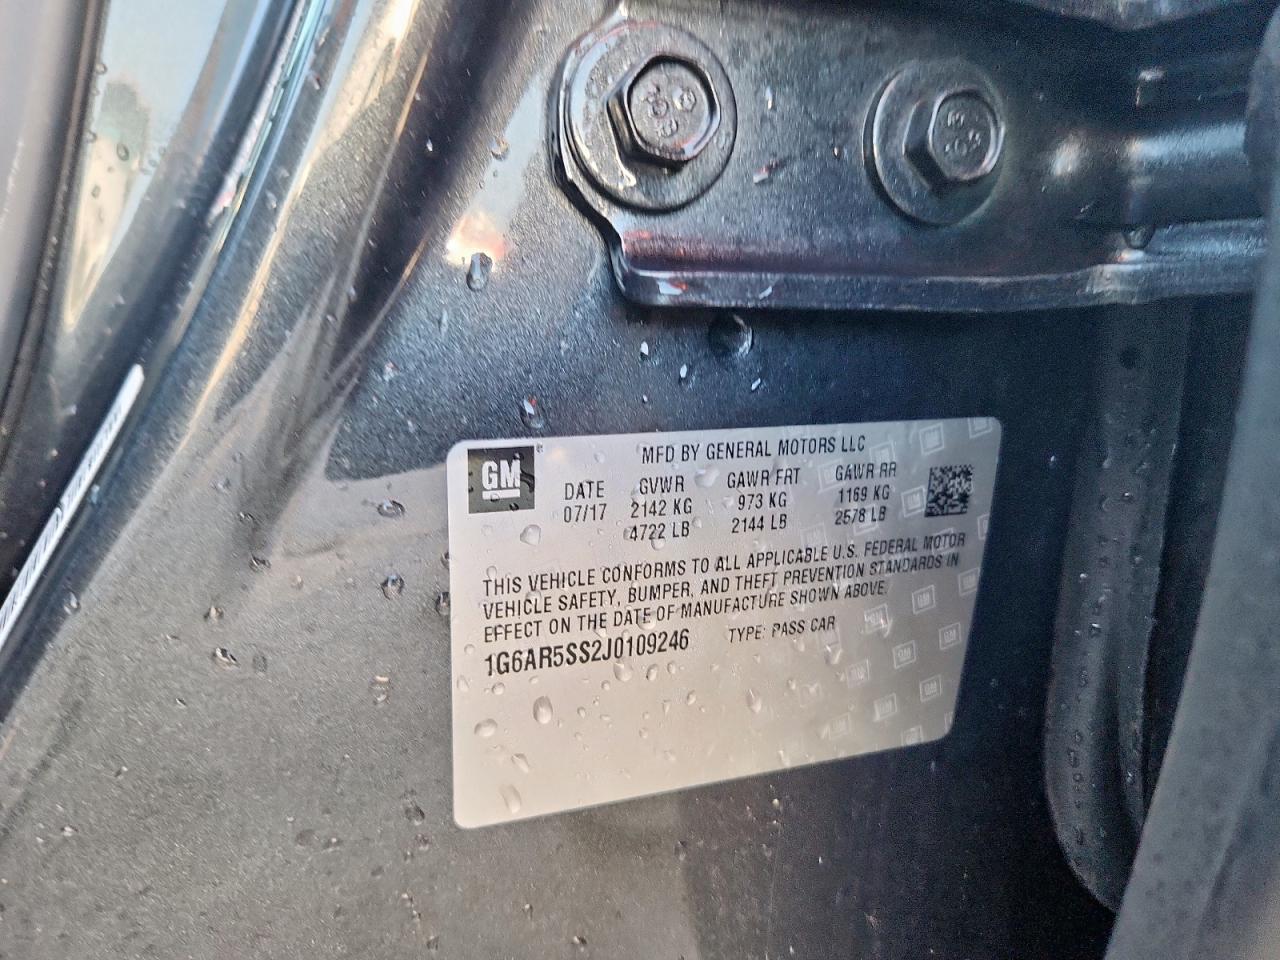 MFD BY GENERAL MOTORS LLC
GM
DATE GVWR GAWR FRT GAWR RR
07/17 2142 KG 973 KG 1169 KG
4722 LB 2144 LB 2578 LB
THIS VEHICLE CONFORMS TO ALL APPLICABLE U.S. FEDERAL MOTOR
VEHICLE SAFETY, BUMPER, AND THEFT PREVENTION STANDARDS IN
EFFECT ON THE DATE OF MANUFACTURE SHOWN ABOVE.
1G6AR5SS2J0109246 TYPE: PASS CAR